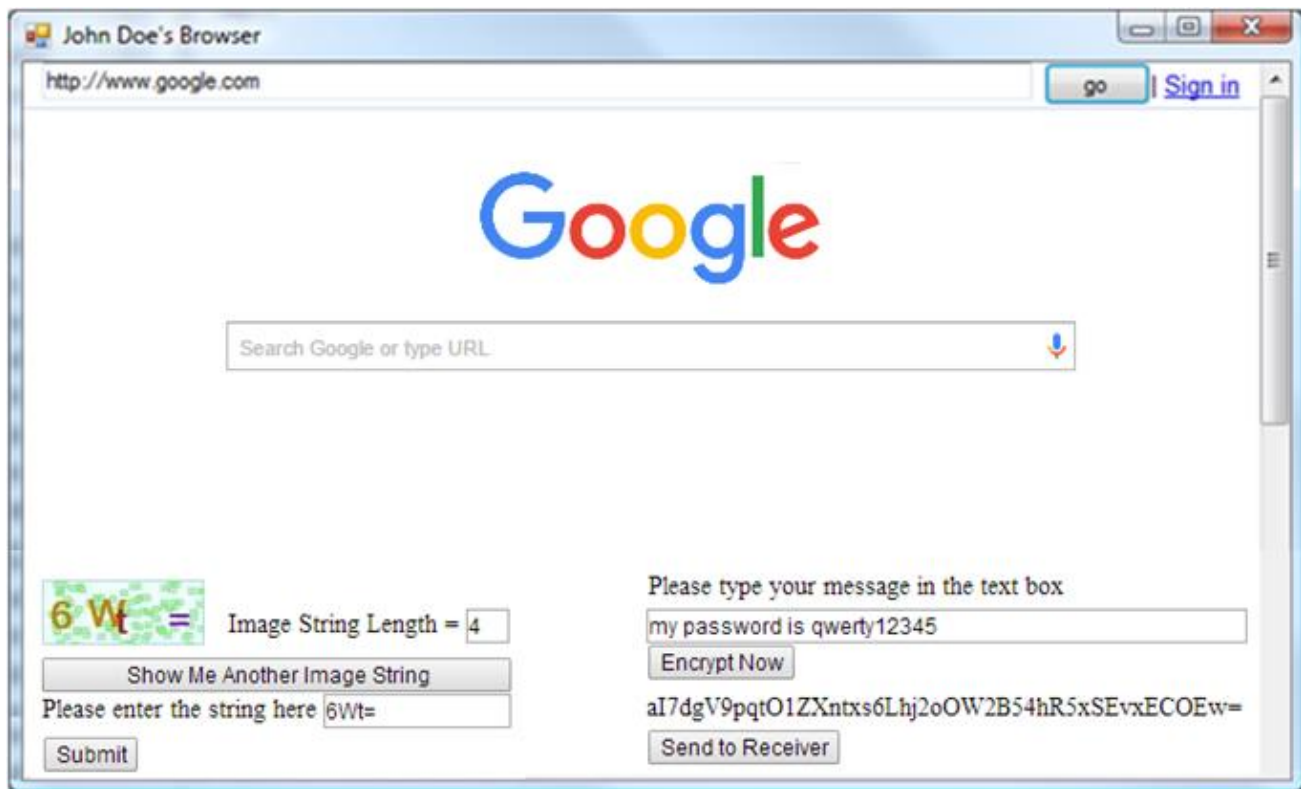 John Doe's Browser
http://www.google.com go | Sign in
Google
Search Google or type URL
6 Wt =
Image String Length = 4
Show Me Another Image String
Please enter the string here 6Wt=
Submit
Please type your message in the text box
my password is qwerty12345
Encrypt Now
aI7dgV9pqtO1ZXntxs6Lhj2oOW2B54hR5xSEvxECOEw=
Send to Receiver